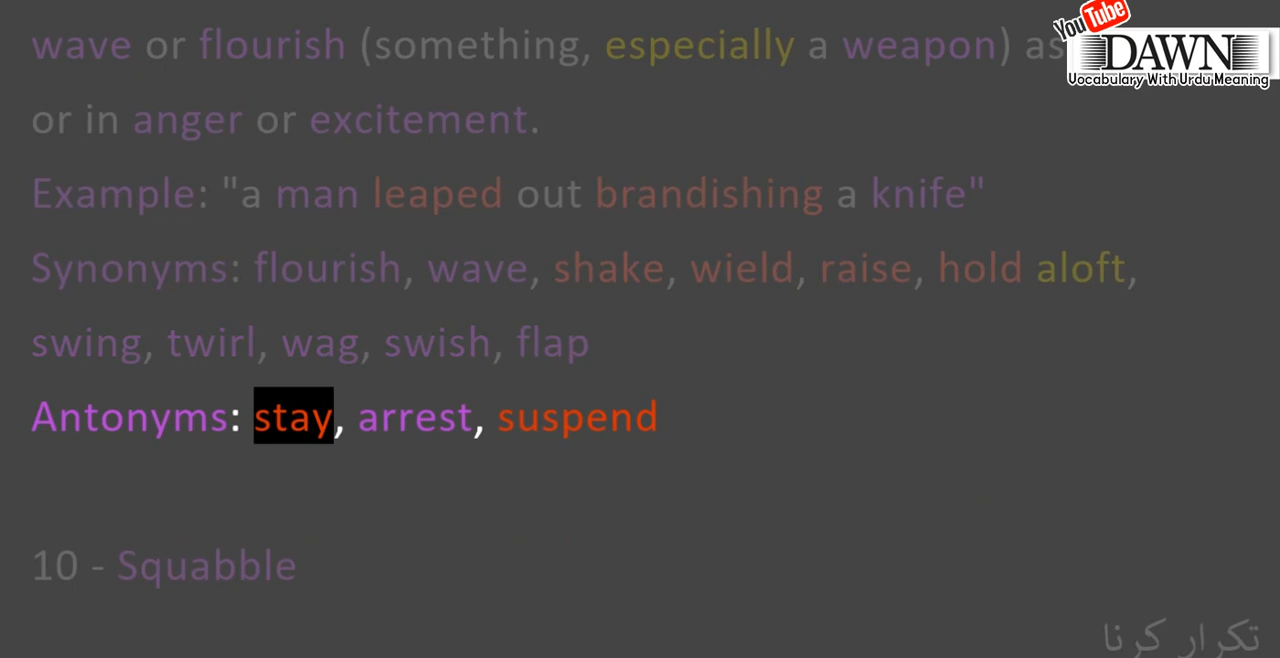 wave or flourish (something, especially a weapon) as
or in anger or excitement.
Example: "a man leaped out brandishing a knife"
Synonyms: flourish, wave, shake, wield, raise, hold aloft,
swing, twirl, wag, swish, flap
Antonyms: stay, arrest, suspend
10 - Squabble
تکرار کرنا
YouTube
DAWN
Vocabulary With Urdu Meaning